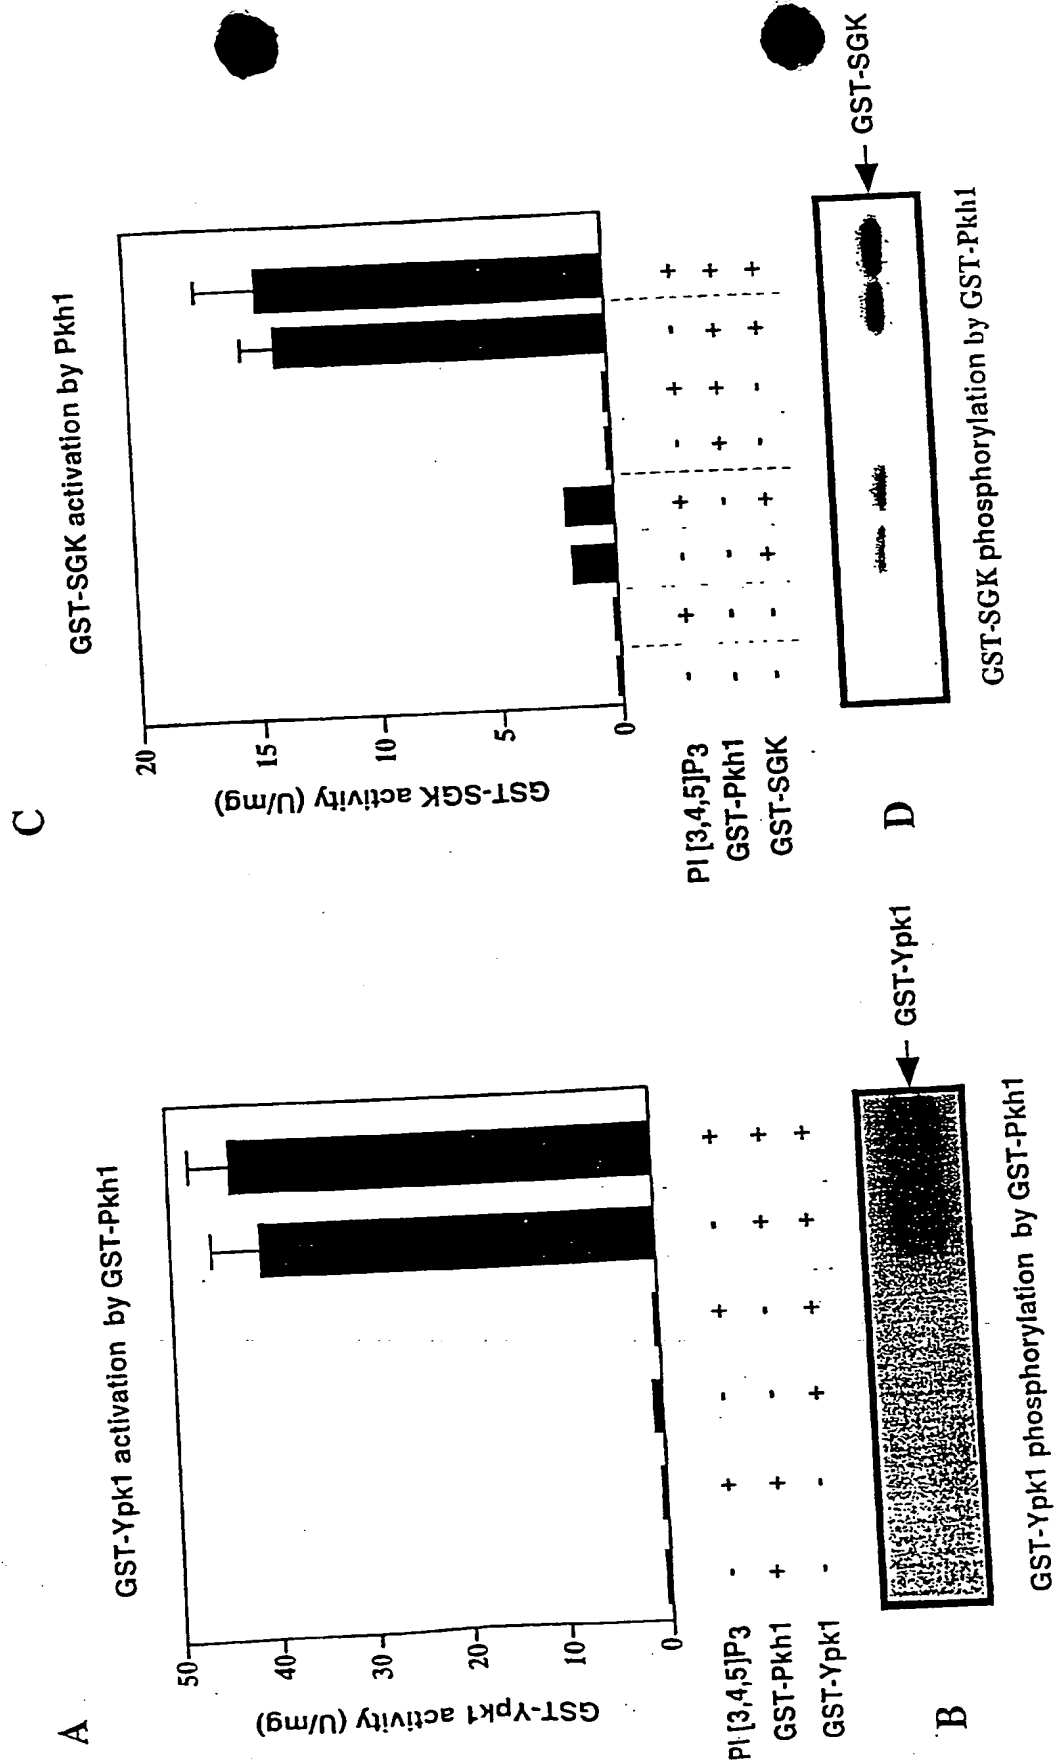 A
GST-Ypk1 activation by GST-Pkh1
GST-Ypk1 activity (U/mg)
50
40
30
20
10
0
PI [3,4,5]P3 - + - + - +
GST-Pkh1 + + - - + +
GST-Ypk1 - - + + + +
B
GST-Ypk1
GST-Ypk1 phosphorylation by GST-Pkh1
C
GST-SGK activation by Pkh1
GST-SGK activity (U/mg)
20
15
10
5
0
PI [3,4,5]P3 - + - + - + - +
GST-Pkh1 - - - - + + + +
GST-SGK - - + + - - + +
D
GST-SGK
GST-SGK phosphorylation by GST-Pkh1